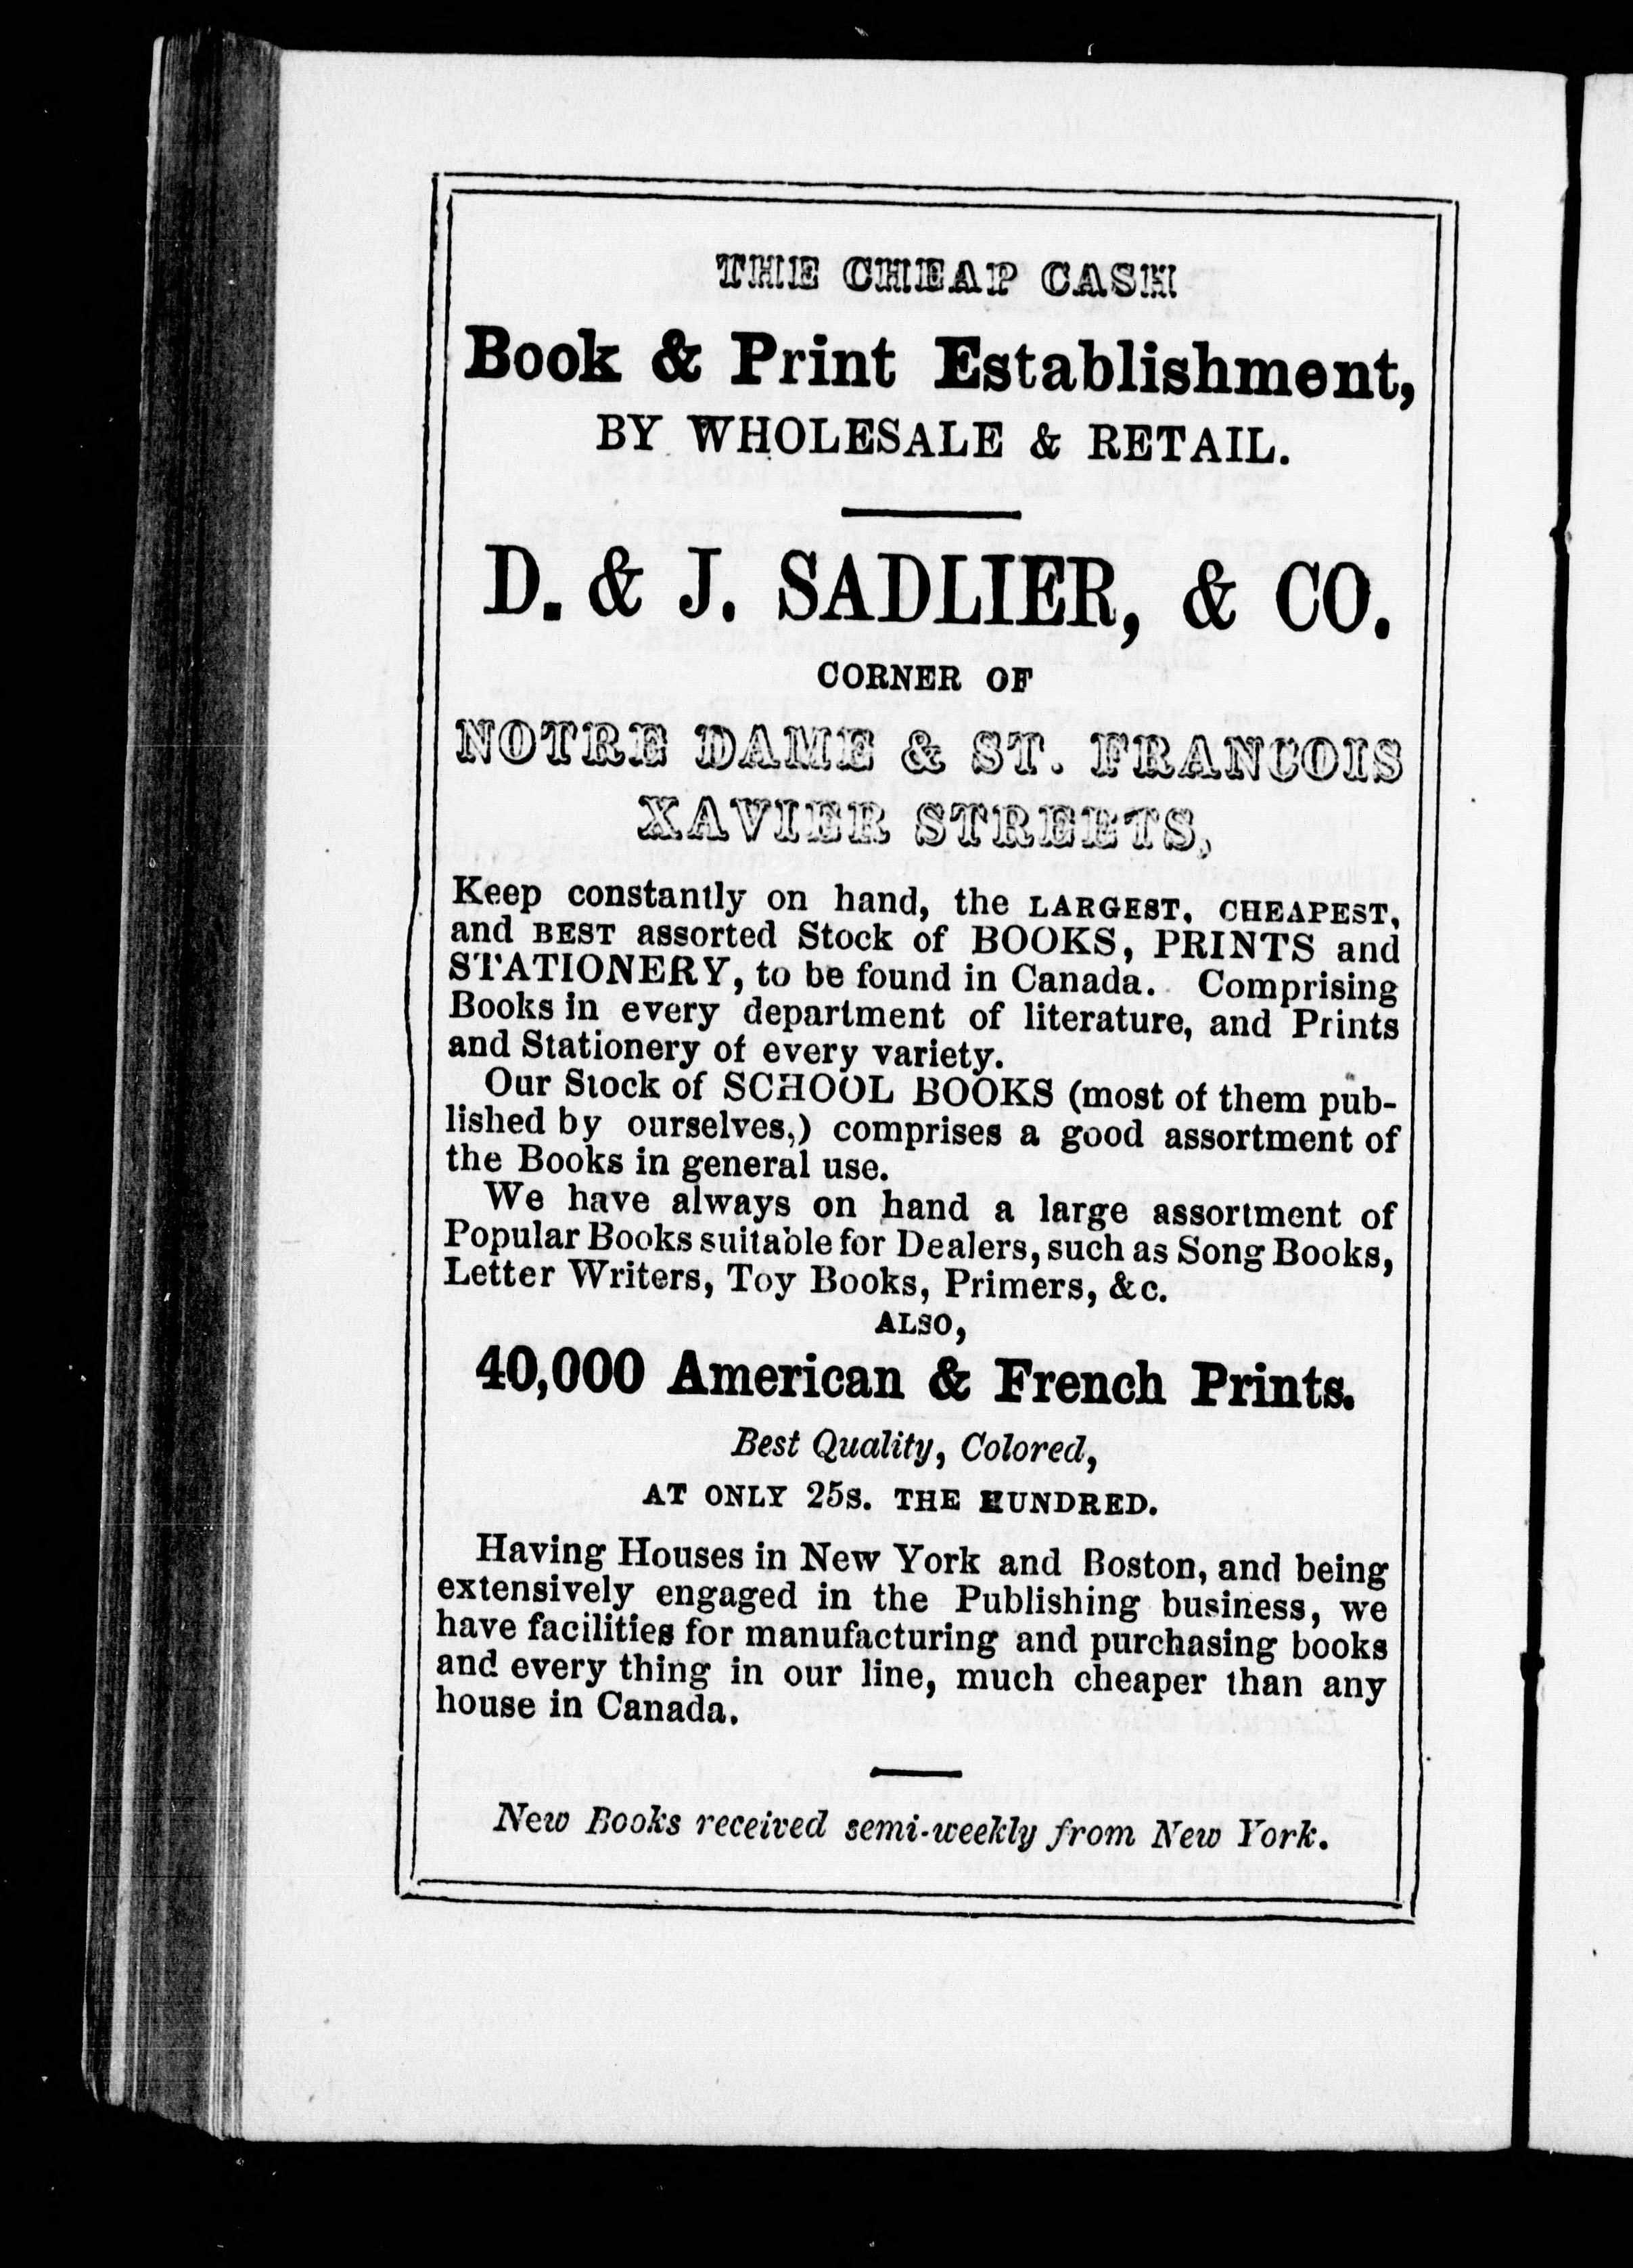 THE CHEAP CASH
Book & Print Establishment,
BY WHOLESALE & RETAIL.
D. & J. SADLIER, & CO.
CORNER OF
NOTRE DAME & ST. FRANCOIS
XAVIER STREETS,
Keep constantly on hand, the LARGEST, CHEAPEST,
and BEST assorted Stock of BOOKS, PRINTS and
STATIONERY, to be found in Canada. Comprising
Books in every department of literature, and Prints
and Stationery of every variety.
Our Stock of SCHOOL BOOKS (most of them pub-
lished by ourselves,) comprises a good assortment of
the Books in general use.
We have always on hand a large assortment of
Popular Books suitable for Dealers, such as Song Books,
Letter Writers, Toy Books, Primers, &c.
ALSO,
40,000 American & French Prints.
Best Quality, Colored,
AT ONLY 25s. THE HUNDRED.
Having Houses in New York and Boston, and being
extensively engaged in the Publishing business, we
have facilities for manufacturing and purchasing books
and every thing in our line, much cheaper than any
house in Canada.
New Books received semi-weekly from New York.